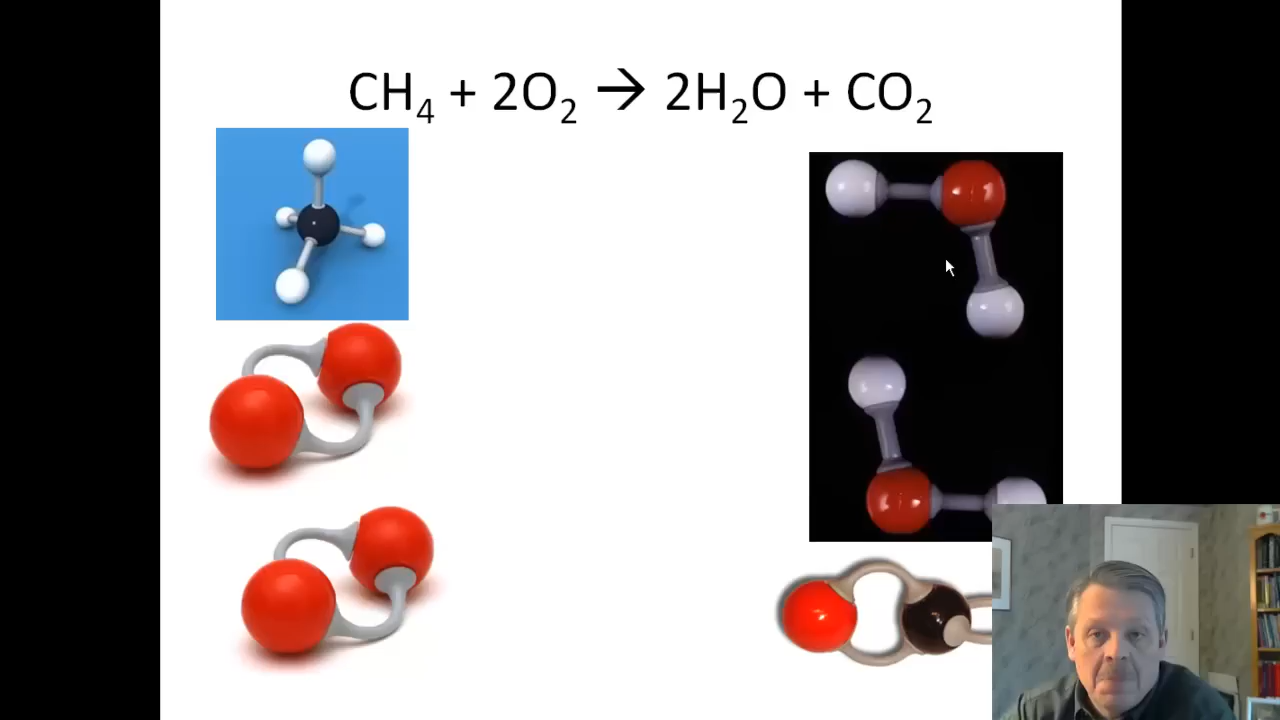 CH₄ + 2O₂ → 2H₂O + CO₂